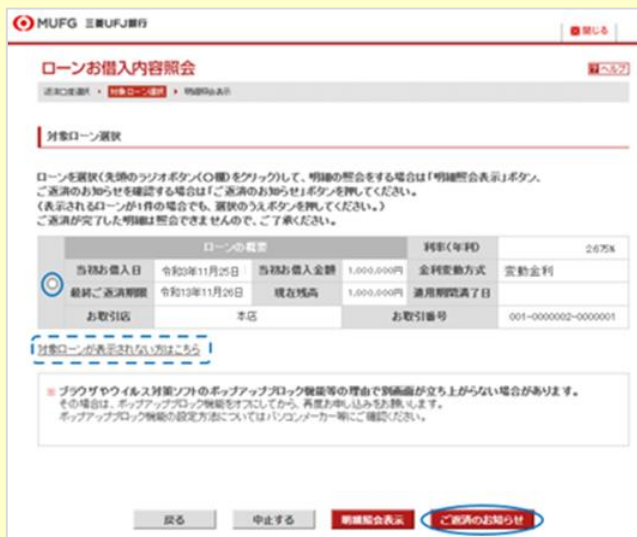 MUFG 三菱UFJ銀行
閉じる
ローンお借入内容照会
?ヘルプ
返済口座選択 ▶ 対象ローン選択 ▶ 明細照会表示
対象ローン選択
ローンを選択(先頭のラジオボタン(○欄)をクリック)して、明細の照会をする場合は「明細照会表示」ボタン、
ご返済のお知らせを確認する場合は「ご返済のお知らせ」ボタンを押してください。
(表示されるローンが1件の場合でも、選択のうえボタンを押してください。)
ご返済が完了した明細は照会できませんので、ご了承ください。
ローンの概要 利率(年利) 2.675%
当初お借入日 令和3年11月25日 当初お借入金額 1,000,000円 金利変動方式 変動金利
最終ご返済期限 令和13年11月26日 現在残高 1,000,000円 適用期間満了日
お取引店 本店 お取引番号 001-0000002-0000001
対象ローンが表示されない方はこちら
※ ブラウザやウイルス対策ソフトのポップアップブロック機能等の理由で別画面が立ち上がらない場合があります。
その場合は、ポップアップブロック機能をオフにしてから、再度お申し込みをお願いします。
ポップアップブロック機能の設定方法についてはパソコンメーカー等にご確認ください。
戻る 中止する 明細照会表示 ご返済のお知らせ